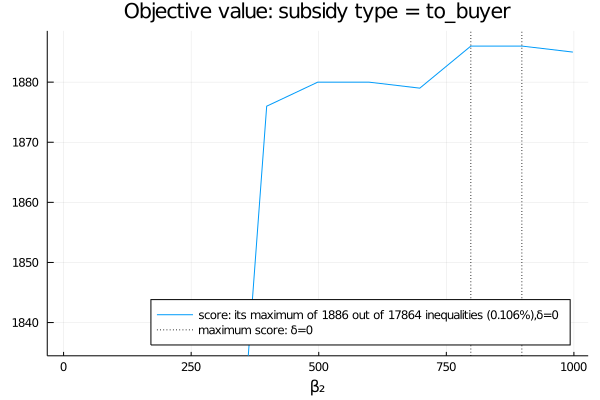 Objective value: subsidy type = to_buyer
1880
1870
1860
1850
1840
score: its maximum of 1886 out of 17864 inequalities (0.106%),δ=0
maximum score: δ=0
0 250 500 750 1000
β₂